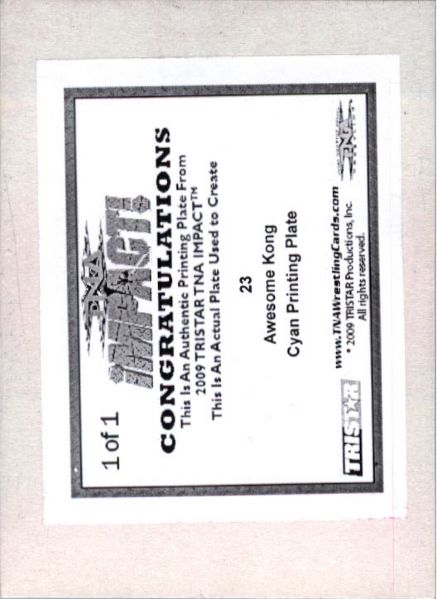 1 of 1
TNA
iMPACT!
CONGRATULATIONS
This Is An Authentic Printing Plate From
2009 TRISTAR TNA IMPACT™
This Is An Actual Plate Used to Create
23
Awesome Kong
Cyan Printing Plate
TRISTAR
www.TNAWrestlingCards.com
* 2009 TRISTAR Productions, Inc.
All rights reserved.
TNA